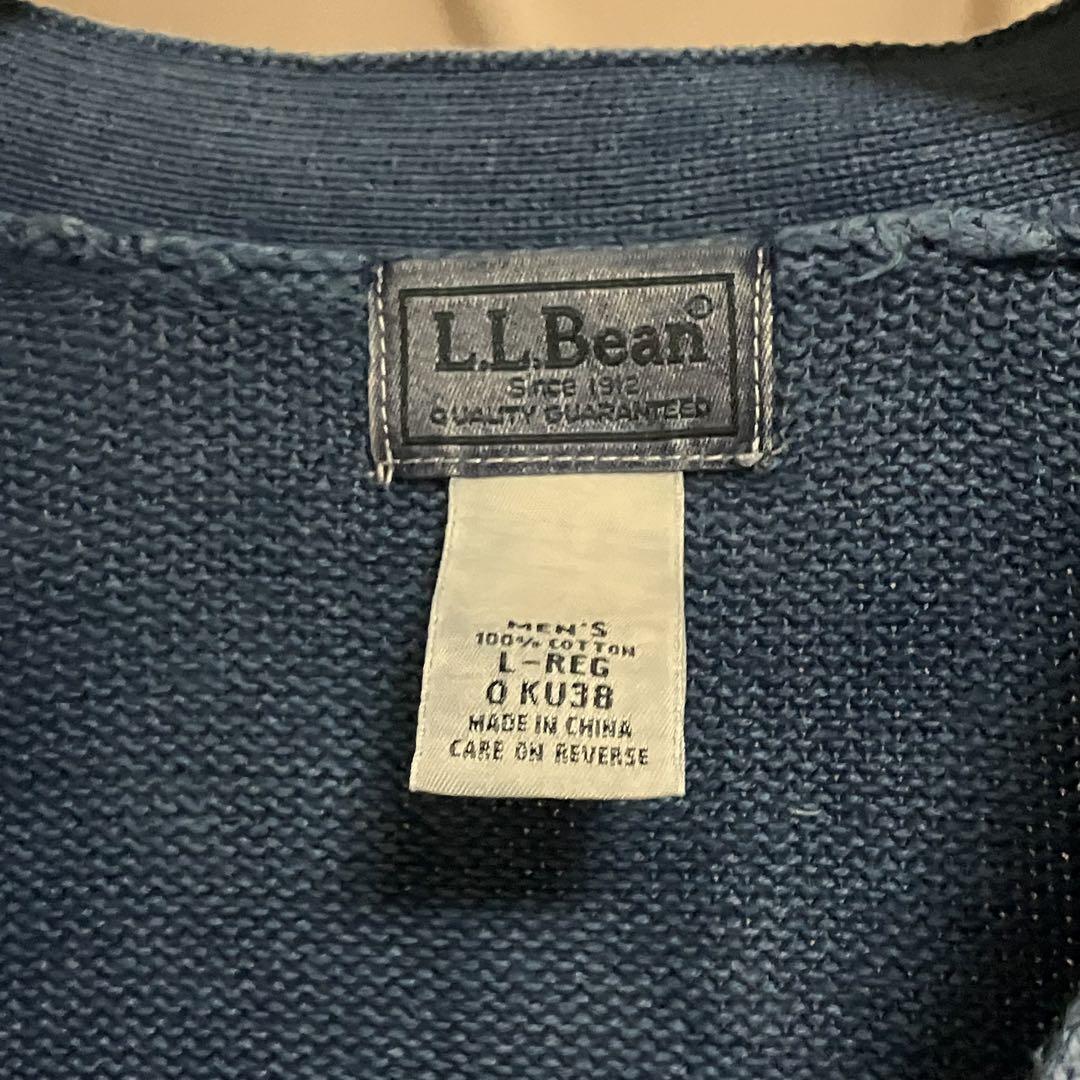 L.L.Bean®
Since 1912
QUALITY GUARANTEED
MEN'S
100% COTTON
L-REG
0 KU38
MADE IN CHINA
CARE ON REVERSE